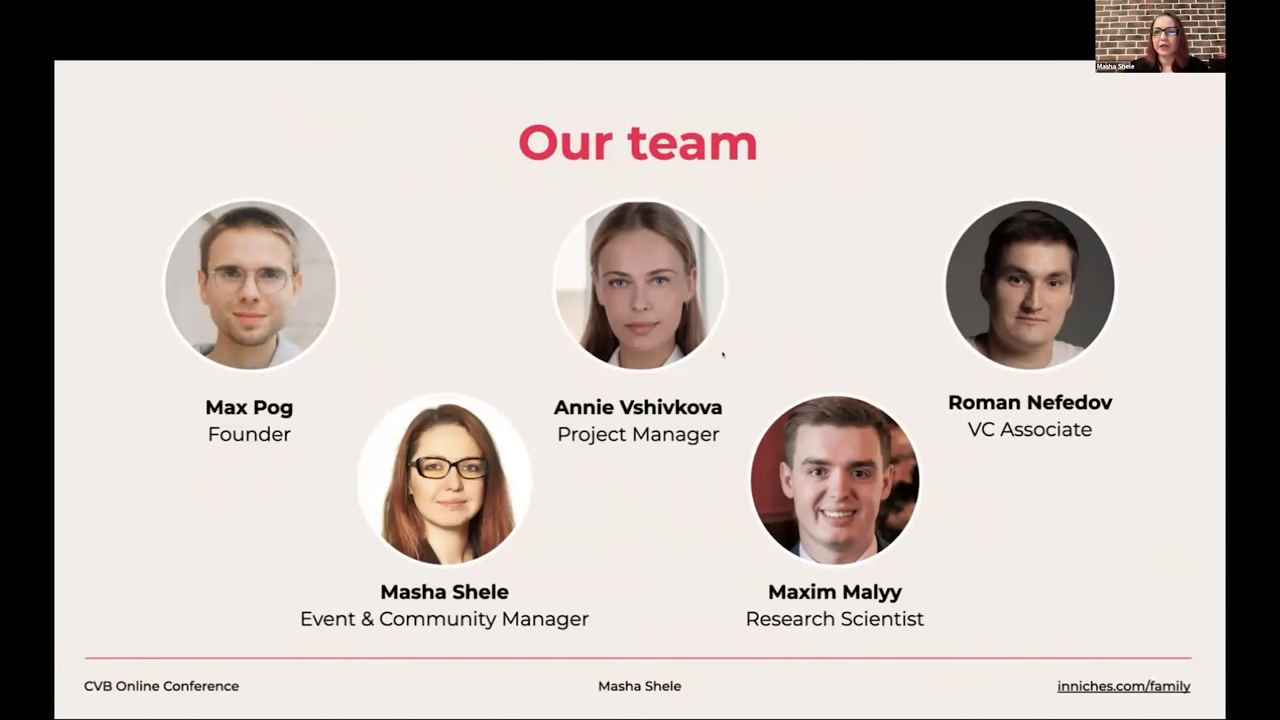 Masha Shele
Our team
Max Pog
Founder
Annie Vshivkova
Project Manager
Roman Nefedov
VC Associate
Masha Shele
Event & Community Manager
Maxim Malyy
Research Scientist
CVB Online Conference
Masha Shele
inniches.com/family